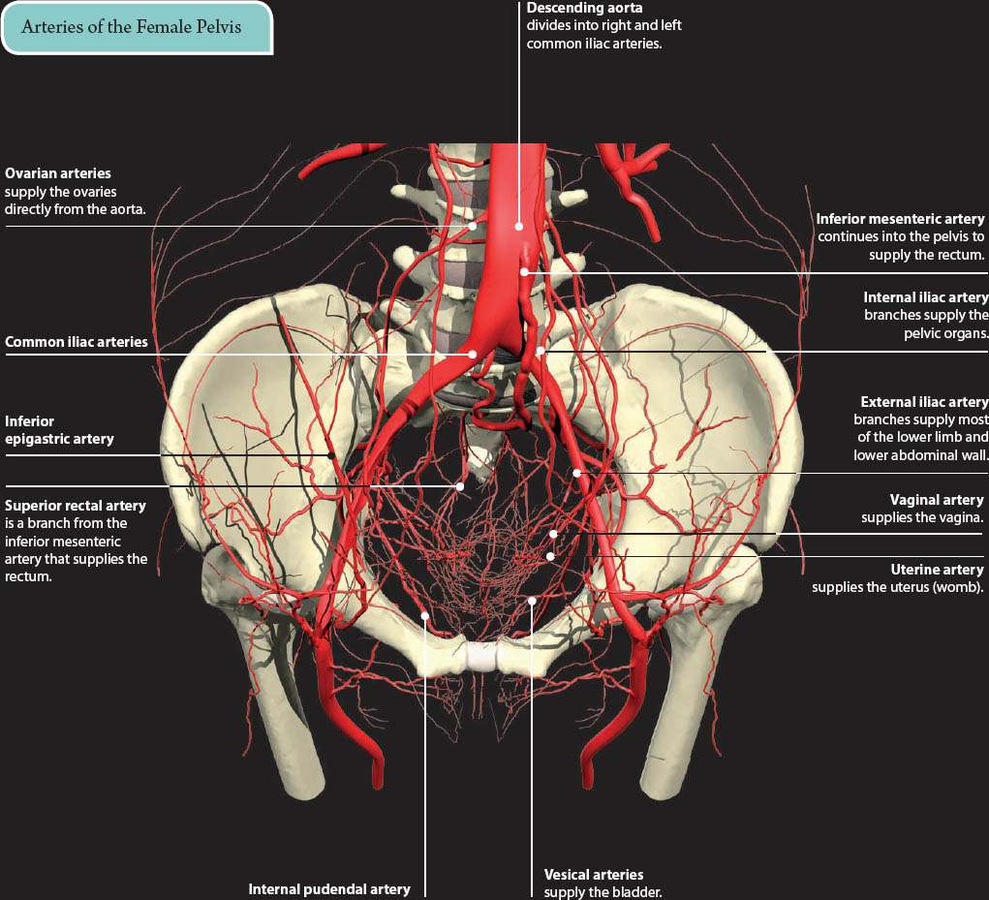 Arteries of the Female Pelvis
Descending aorta
divides into right and left
common iliac arteries.
Ovarian arteries
supply the ovaries
directly from the aorta.
Inferior mesenteric artery
continues into the pelvis to
supply the rectum.
Internal iliac artery
branches supply the
pelvic organs.
Common iliac arteries
External iliac artery
branches supply most
of the lower limb and
lower abdominal wall.
Inferior
epigastric artery
Superior rectal artery
is a branch from the
inferior mesenteric
artery that supplies the
rectum.
Vaginal artery
supplies the vagina.
Uterine artery
supplies the uterus (womb).
Internal pudendal artery
Vesical arteries
supply the bladder.